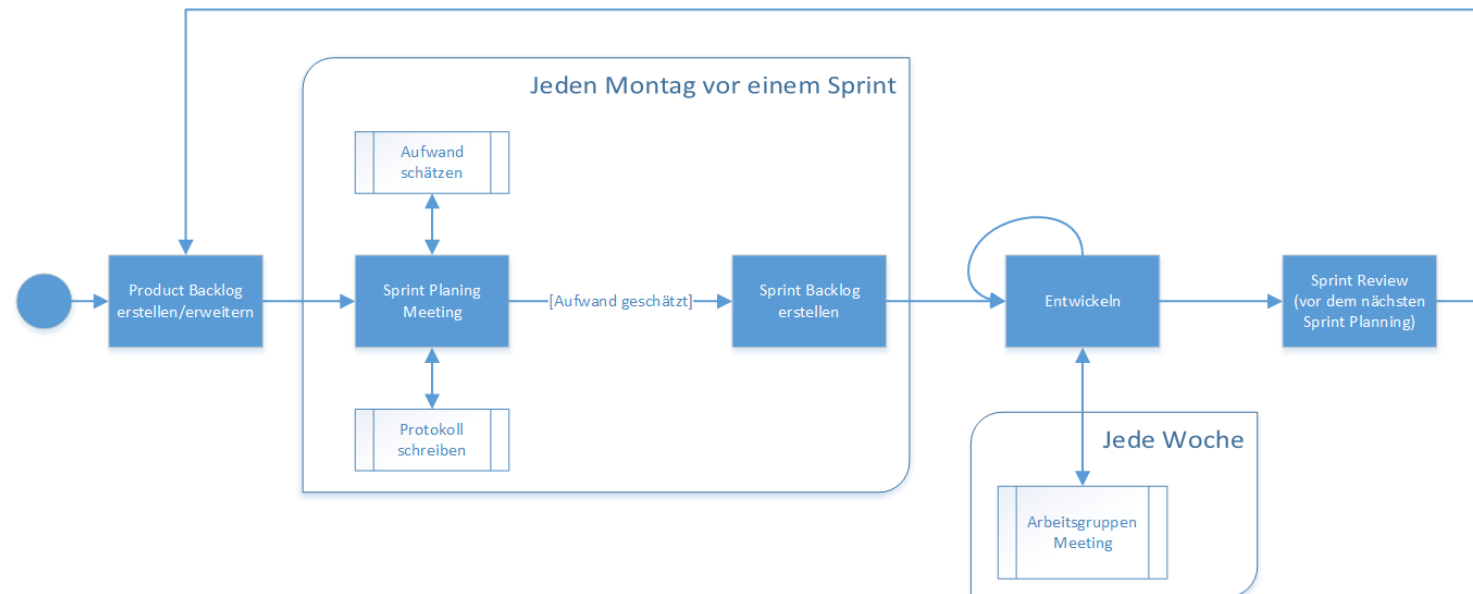 Jeden Montag vor einem Sprint
Aufwand
schätzen
Product Backlog
erstellen/erweitern
Sprint Planing
Meeting
[Aufwand geschätzt]
Sprint Backlog
erstellen
Entwickeln
Sprint Review
(vor dem nächsten
Sprint Planning)
Protokoll
schreiben
Jede Woche
Arbeitsgruppen
Meeting